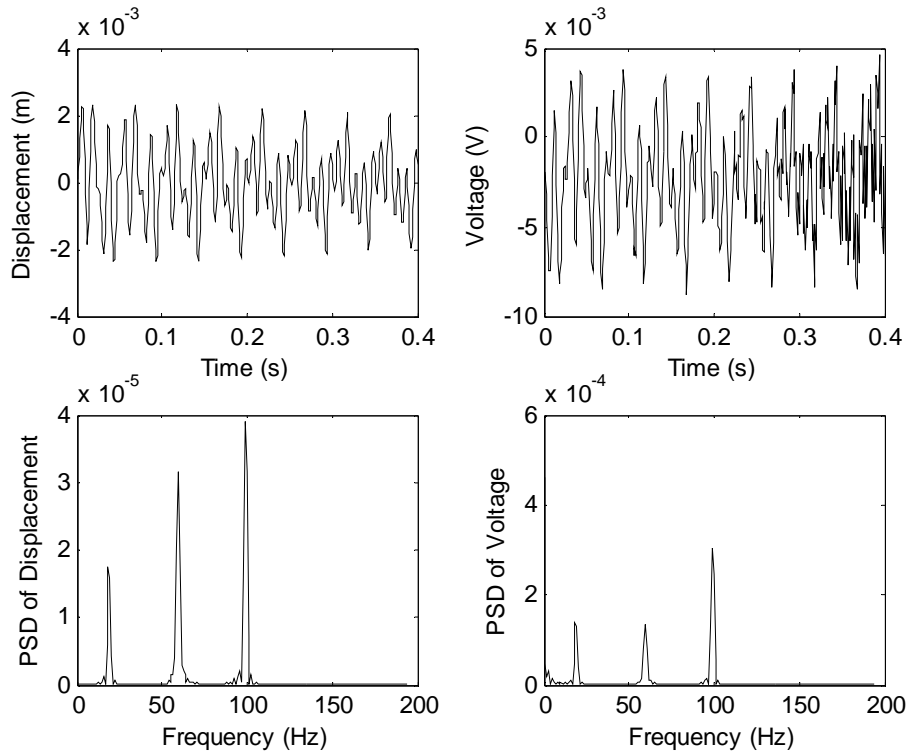 x 10⁻³
4
2
0
-2
-4
Displacement (m)
0 0.1 0.2 0.3 0.4
Time (s)
x 10⁻³
5
0
-5
-10
Voltage (V)
0 0.1 0.2 0.3 0.4
Time (s)
x 10⁻⁵
4
3
2
1
0
PSD of Displacement
0 50 100 150 200
Frequency (Hz)
x 10⁻⁴
6
4
2
0
PSD of Voltage
0 50 100 150 200
Frequency (Hz)